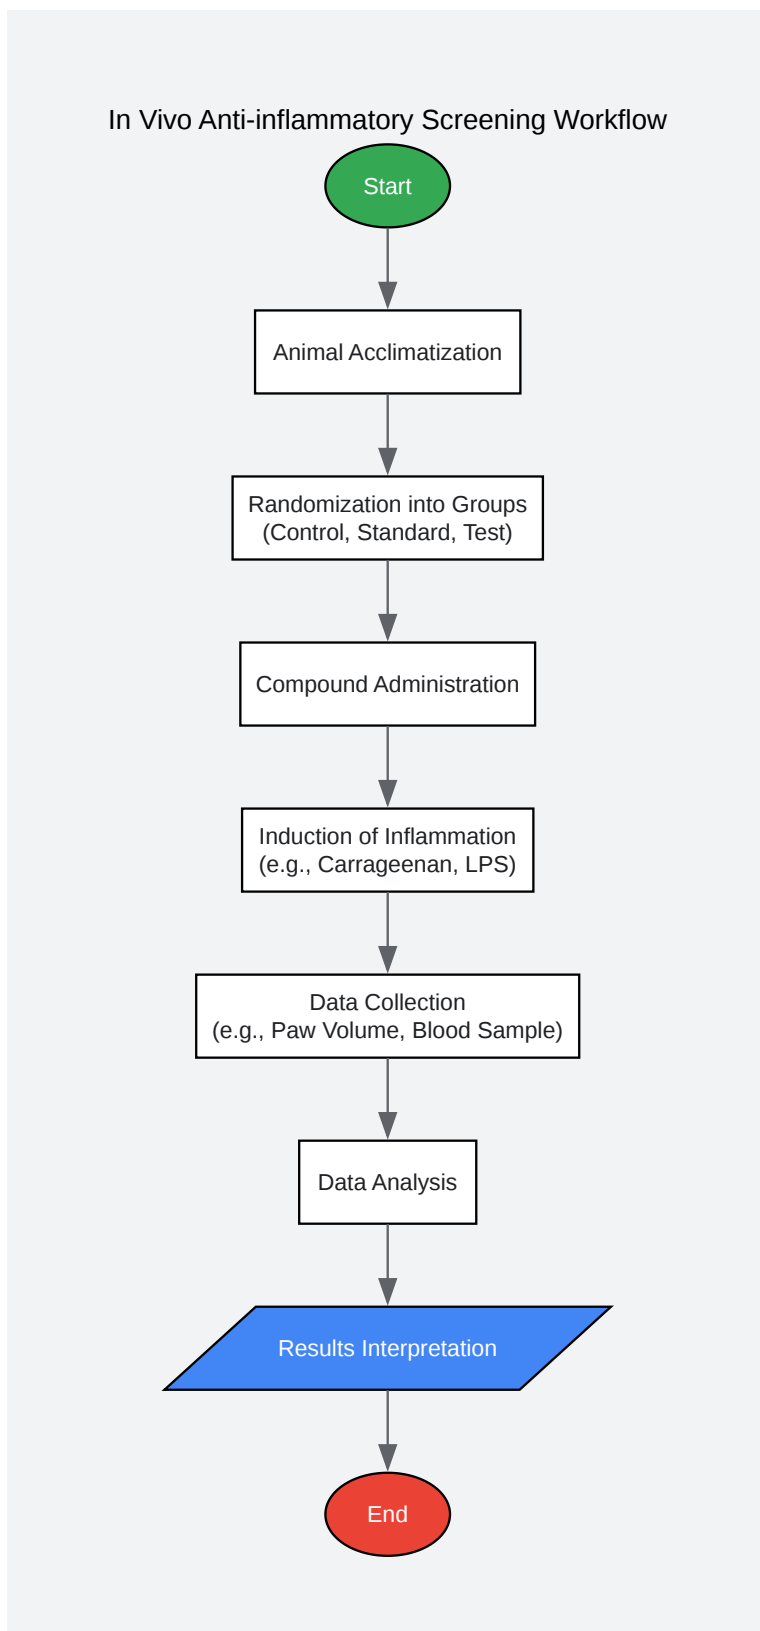 In Vivo Anti-inflammatory Screening Workflow
Start
Animal Acclimatization
Randomization into Groups
(Control, Standard, Test)
Compound Administration
Induction of Inflammation
(e.g., Carrageenan, LPS)
Data Collection
(e.g., Paw Volume, Blood Sample)
Data Analysis
Results Interpretation
End